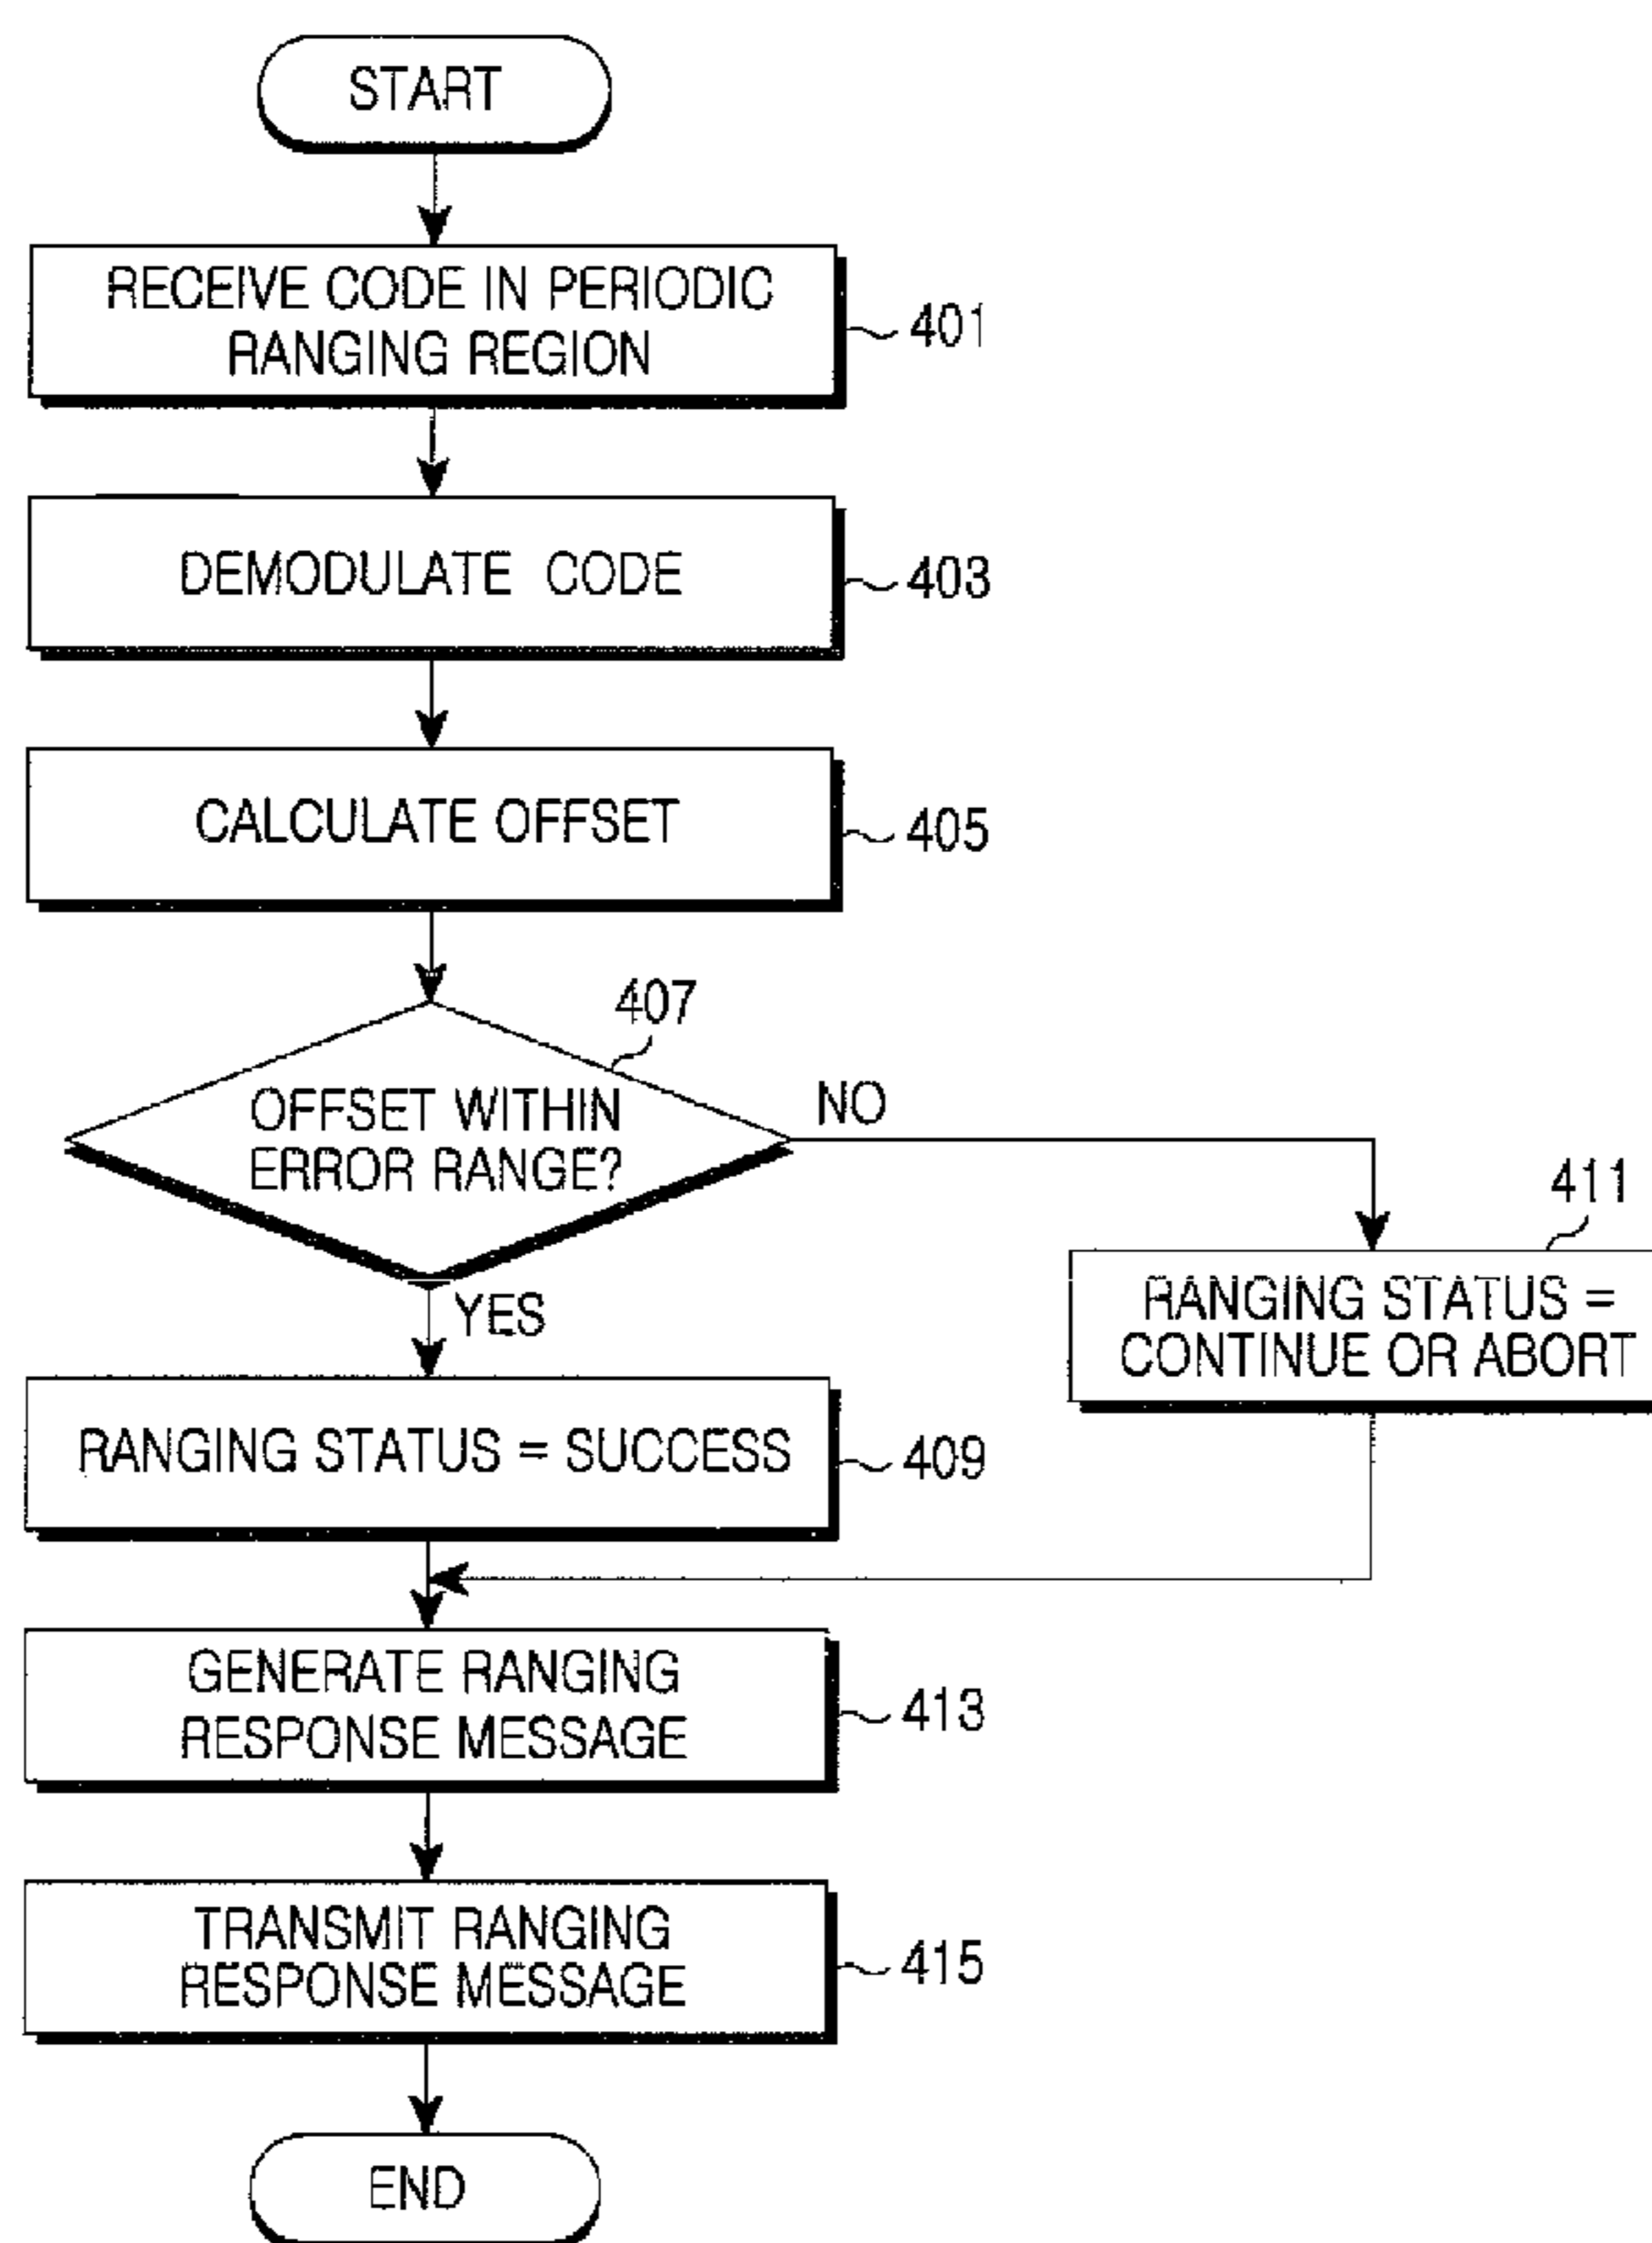 START
RECEIVE CODE IN PERIODIC
RANGING REGION
401
DEMODULATE CODE
403
CALCULATE OFFSET
405
407
OFFSET WITHIN
ERROR RANGE?
NO
YES
411
RANGING STATUS =
CONTINUE OR ABORT
RANGING STATUS = SUCCESS
409
GENERATE RANGING
RESPONSE MESSAGE
413
TRANSMIT RANGING
RESPONSE MESSAGE
415
END